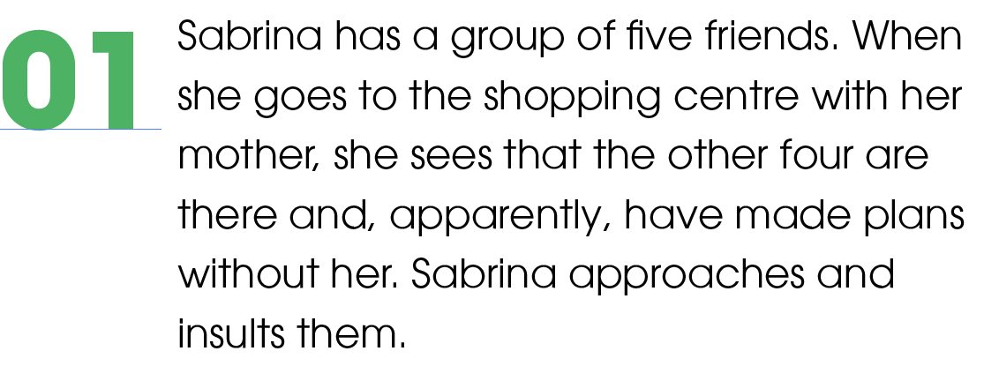 01
Sabrina has a group of five friends. When
she goes to the shopping centre with her
mother, she sees that the other four are
there and, apparently, have made plans
without her. Sabrina approaches and
insults them.